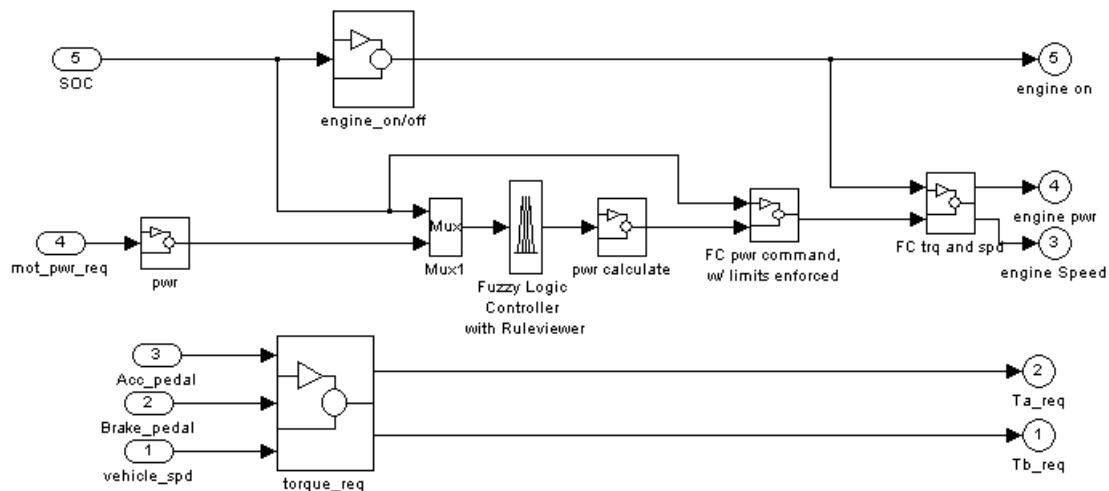 5
SOC
engine_on/off
5
engine on
4
mot_pwr_req
pwr
Mux
Mux1
Fuzzy Logic
Controller
with Ruleviewer
pwr calculate
FC pwr command,
w/ limits enforced
FC trq and spd
4
engine pwr
3
engine Speed
3
Acc_pedal
2
Brake_pedal
1
vehicle_spd
torque_req
2
Ta_req
1
Tb_req